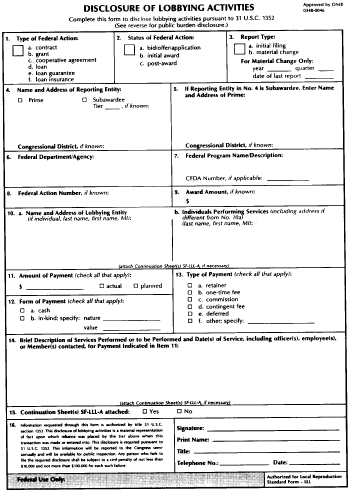 DISCLOSURE OF LOBBYING ACTIVITIES
Approved by OMB
0348-0046
Complete this form to disclose lobbying activities pursuant to 31 U.S.C. 1352
(See reverse for public burden disclosure.)
1. Type of Federal Action:
a. contract
b. grant
c. cooperative agreement
d. loan
e. loan guarantee
f. loan insurance
2. Status of Federal Action:
a. bid/offer/application
b. initial award
c. post-award
3. Report Type:
a. initial filing
b. material change
For Material Change Only:
year quarter
date of last report
4. Name and Address of Reporting Entity:
Prime Subawardee
Tier , if known:
Congressional District, if known:
5. If Reporting Entity in No. 4 is Subawardee, Enter Name
and Address of Prime:
Congressional District, if known:
6. Federal Department/Agency:
7. Federal Program Name/Description:
CFDA Number, if applicable:
8. Federal Action Number, if known:
9. Award Amount, if known:
$
10. a. Name and Address of Lobbying Entity
(if individual, last name, first name, MI):
b. Individuals Performing Services (including address if
different from No. 10a)
(last name, first name, MI):
(attach Continuation Sheet(s) SF-LLL-A, if necessary)
11. Amount of Payment (check all that apply):
$ actual planned
12. Form of Payment (check all that apply):
a. cash
b. in-kind; specify: nature
value
13. Type of Payment (check all that apply):
a. retainer
b. one-time fee
c. commission
d. contingent fee
e. deferred
f. other; specify:
14. Brief Description of Services Performed or to be Performed and Date(s) of Service, including officer(s), employee(s),
or Member(s) contacted, for Payment Indicated in Item 11:
(attach Continuation Sheet(s) SF-LLL-A, if necessary)
15. Continuation Sheet(s) SF-LLL-A attached: Yes No
16. Information requested through this form is authorized by title 31 U.S.C.
section 1352. This disclosure of lobbying activities is a material representation
of fact upon which reliance was placed by the tier above when this
transaction was made or entered into. This disclosure is required pursuant to
31 U.S.C. 1352. This information will be reported to the Congress semi-
annually and will be available for public inspection. Any person who fails to
file the required disclosure shall be subject to a civil penalty of not less than
$10,000 and not more than $100,000 for each such failure.
Signature:
Print Name:
Title:
Telephone No.: Date:
Federal Use Only:
Authorized for Local Reproduction
Standard Form - LLL